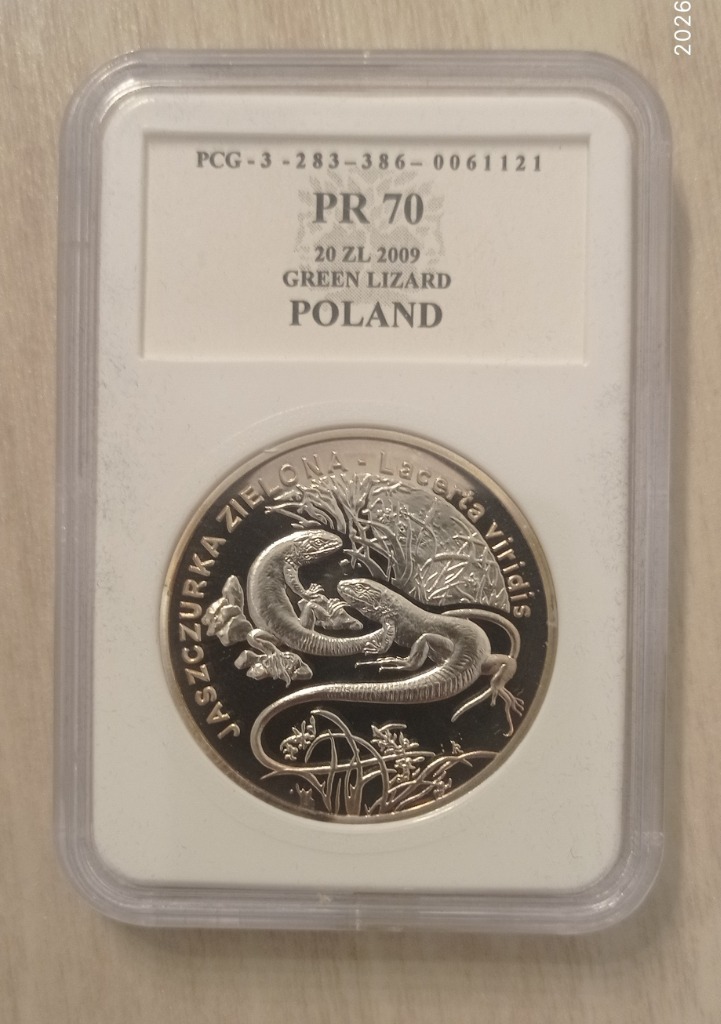 2026
PCG-3-283-386-0061121
PR 70
20 ZL 2009
GREEN LIZARD
POLAND
JASZCZURKA ZIELONA - Lacerta viridis